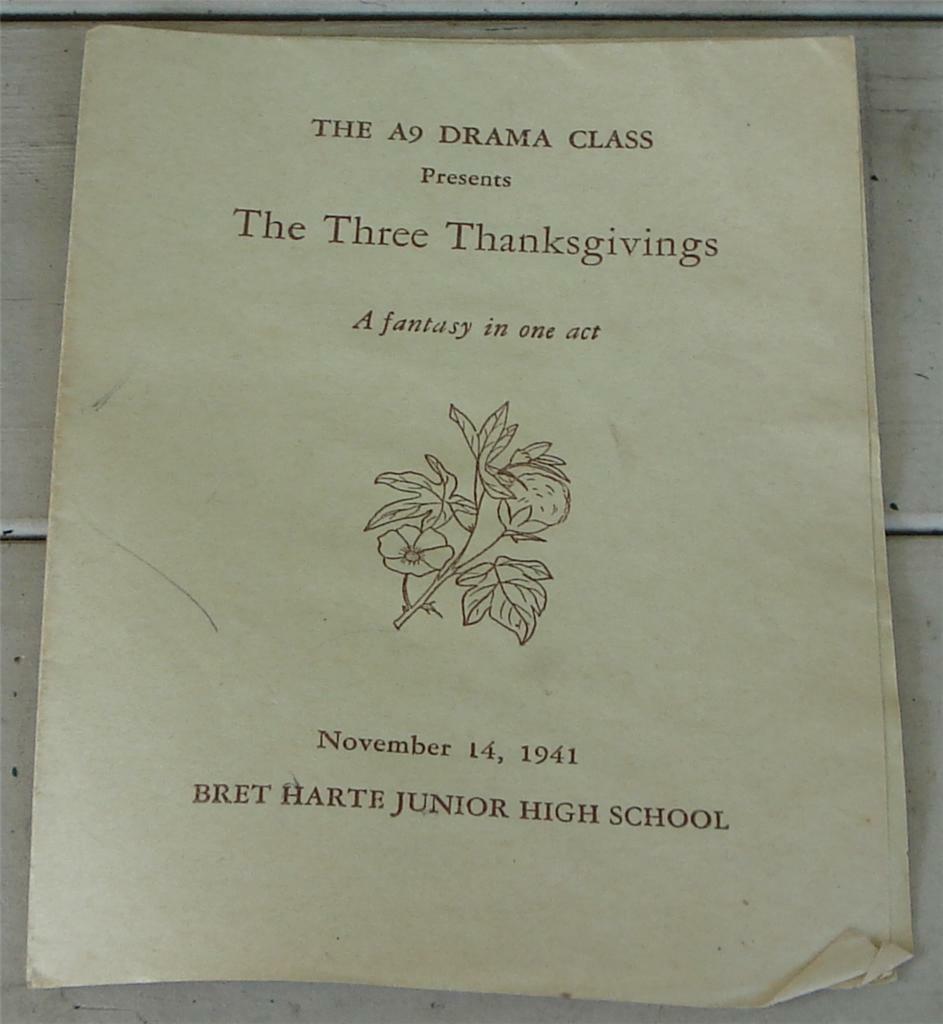 THE A9 DRAMA CLASS
Presents
The Three Thanksgivings
A fantasy in one act
November 14, 1941
BRET HARTE JUNIOR HIGH SCHOOL